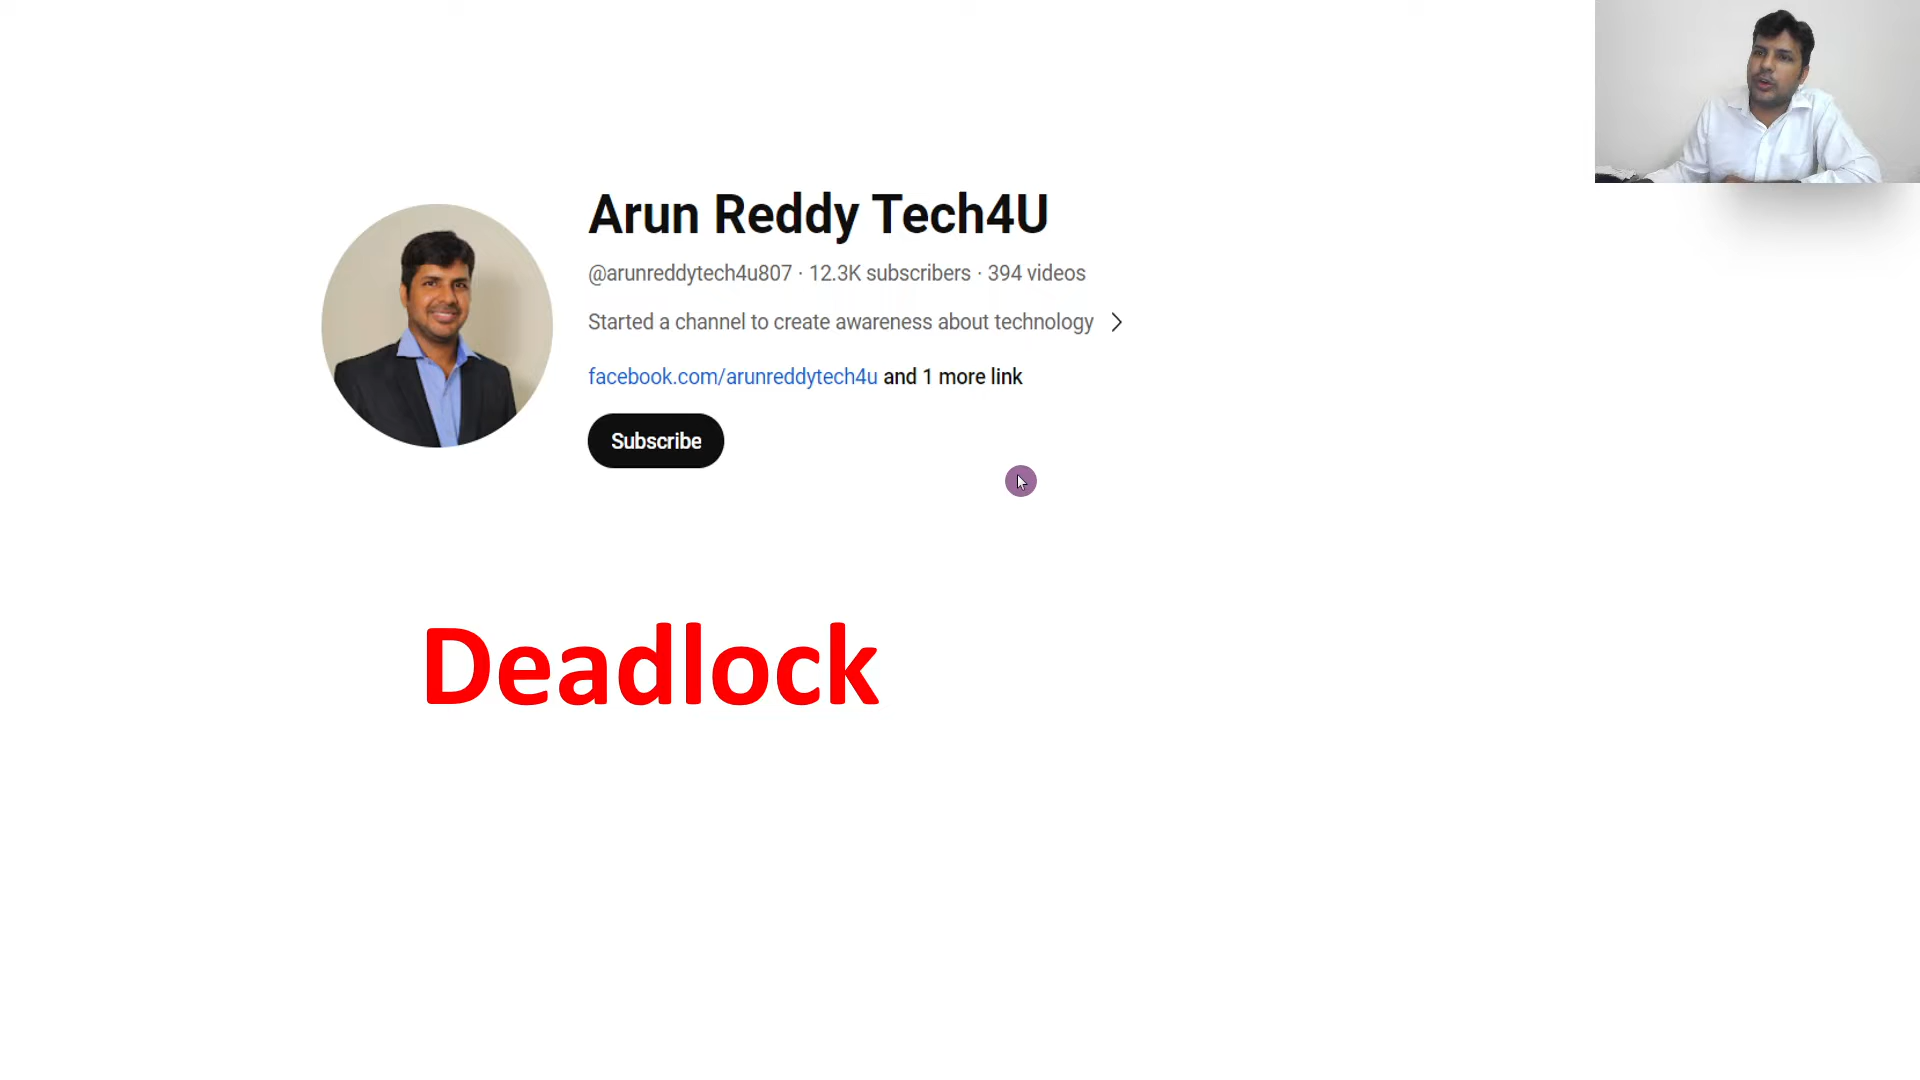 Arun Reddy Tech4U
@arunreddytech4u807 · 12.3K subscribers · 394 videos
Started a channel to create awareness about technology
facebook.com/arunreddytech4u and 1 more link
Subscribe
Deadlock